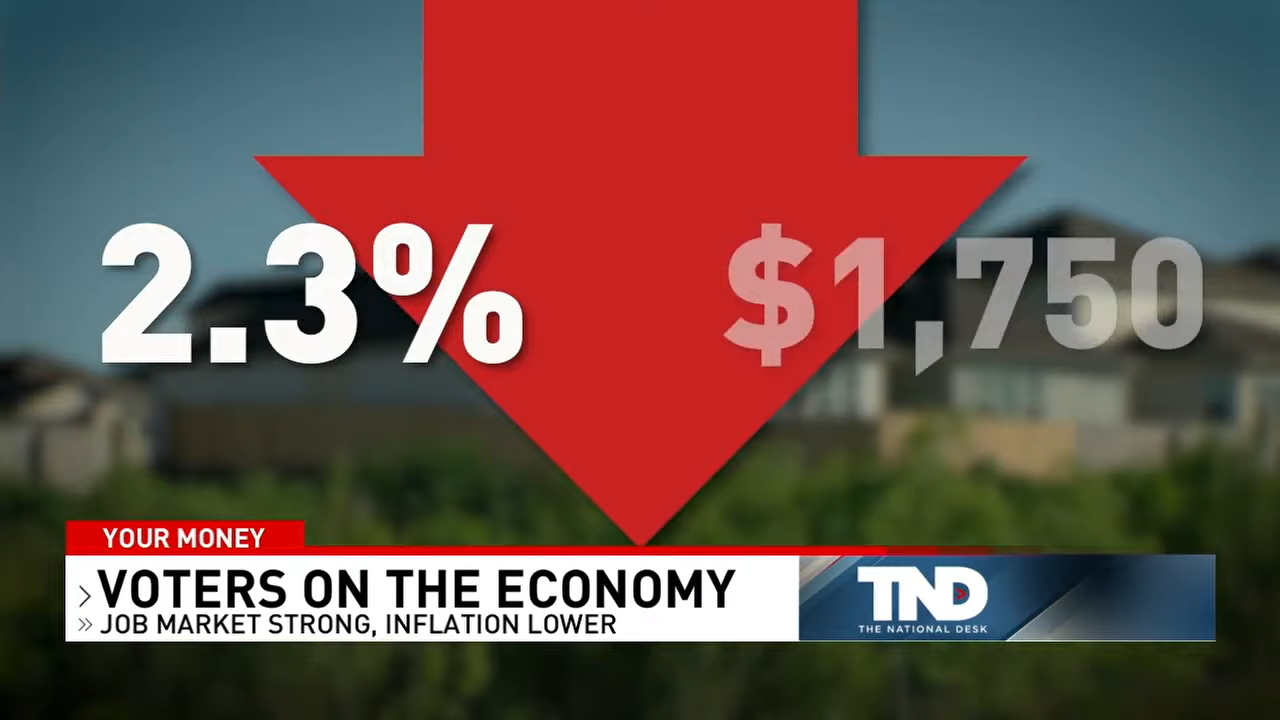 2.3%
$1,750
YOUR MONEY
VOTERS ON THE ECONOMY
JOB MARKET STRONG, INFLATION LOWER
TND
THE NATIONAL DESK